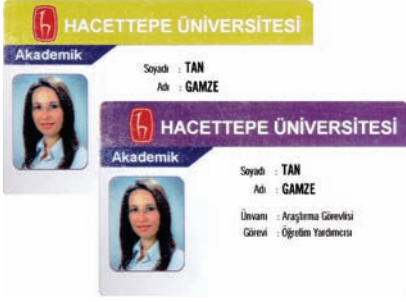 HACETTEPE ÜNİVERSİTESİ
Akademik
Soyadı : TAN
Adı : GAMZE
HACETTEPE ÜNİVERSİTESİ
Akademik
Soyadı : TAN
Adı : GAMZE
Ünvanı : Araştırma Görevlisi
Görevi : Öğretim Yardımcısı